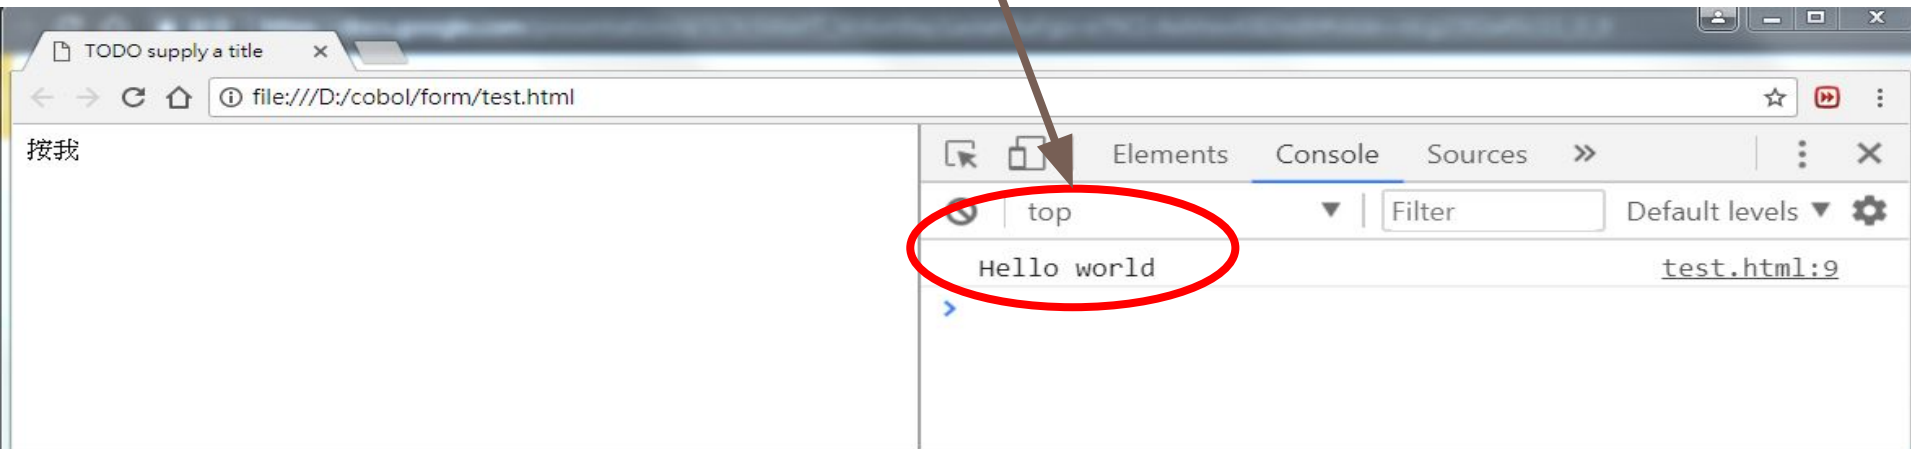 TODO supply a title
file:///D:/cobol/form/test.html
按我
Elements Console Sources
top Filter Default levels
Hello world test.html:9